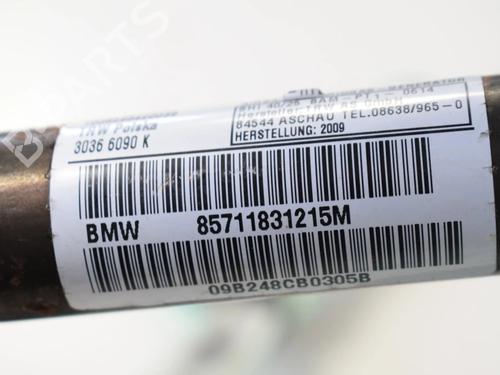 TRW Polska
3036 6090 K
84544 ASCHAU TEL.08638/965-0
HERSTELLUNG: 2009
BMW 85711831215M
09B248CB0305B